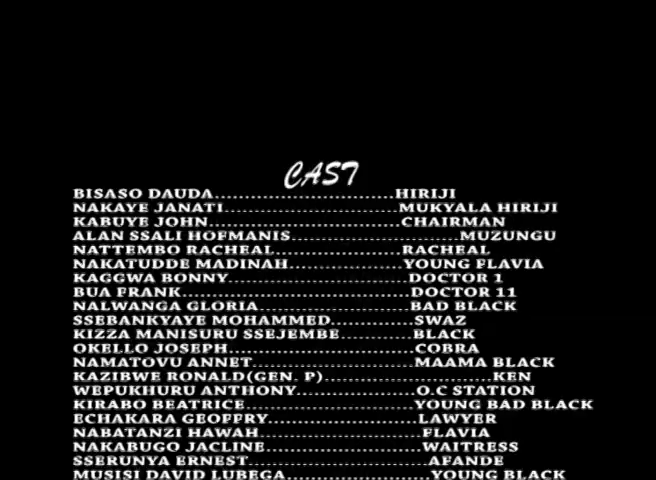 CAST
BISASO DAUDA..............................HIRIJI
NAKAYE JANATI.............................MUKYALA HIRIJI
KABUYE JOHN................................CHAIRMAN
ALAN SSALI HOFMANIS............................MUZUNGU
NATTEMBO RACHEAL.....................RACHEAL
NAKATUDDE MADINAH...................YOUNG FLAVIA
KAGGWA BONNY..............................DOCTOR 1
BUA FRANK......................................DOCTOR 11
NALWANGA GLORIA.........................BAD BLACK
SSEBANKYAYE MOHAMMED..............SWAZ
KIZZA MANISURU SSEJEMBE............BLACK
OKELLO JOSEPH...............................COBRA
NAMATOVU ANNET...........................MAAMA BLACK
KAZIBWE RONALD(GEN. P)............................KEN
WEPUKHURU ANTHONY....................O.C STATION
KIRABO BEATRICE............................YOUNG BAD BLACK
ECHAKARA GEOFFRY.........................LAWYER
NABATANZI HAWAH...........................FLAVIA
NAKABUGO JACLINE..........................WAITRESS
SSERUNYA ERNEST..............................AFANDE
MUSISI DAVID LUBEGA........................YOUNG BLACK